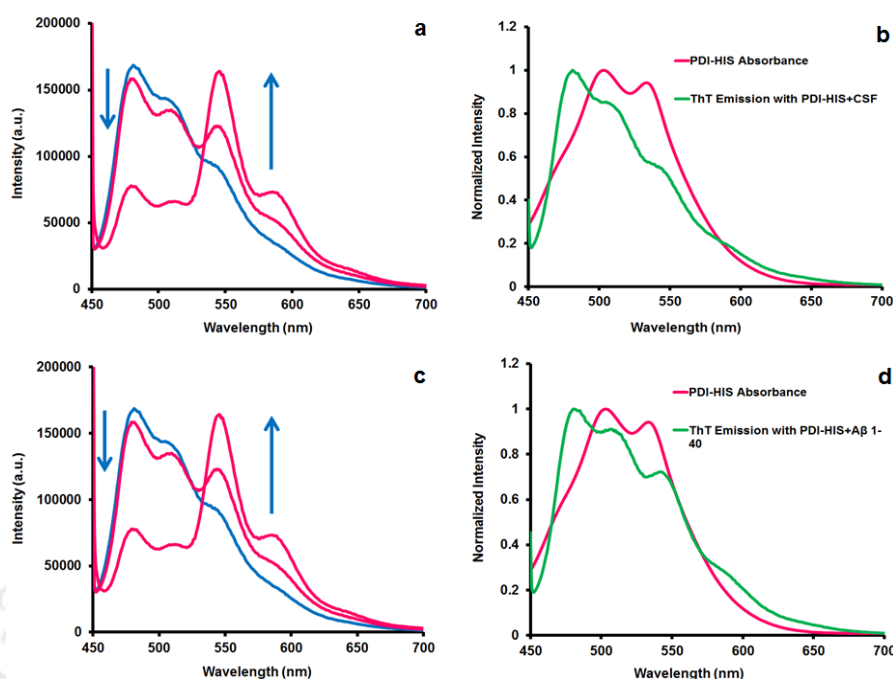 a
200000
150000
100000
50000
0
Intensity (a.u.)
450 500 550 600 650 700
Wavelength (nm)
b
1.2
1
0.8
0.6
0.4
0.2
0
Normalized Intensity
PDI-HIS Absorbance
ThT Emission with PDI-HIS+CSF
450 500 550 600 650 700
Wavelength (nm)
c
200000
150000
100000
50000
0
Intensity (a.u.)
450 500 550 600 650 700
Wavelength (nm)
d
1.2
1
0.8
0.6
0.4
0.2
0
Normalized Intensity
PDI-HIS Absorbance
ThT Emission with PDI-HIS+Aβ 1-
40
450 500 550 600 650 700
Wavelength (nm)